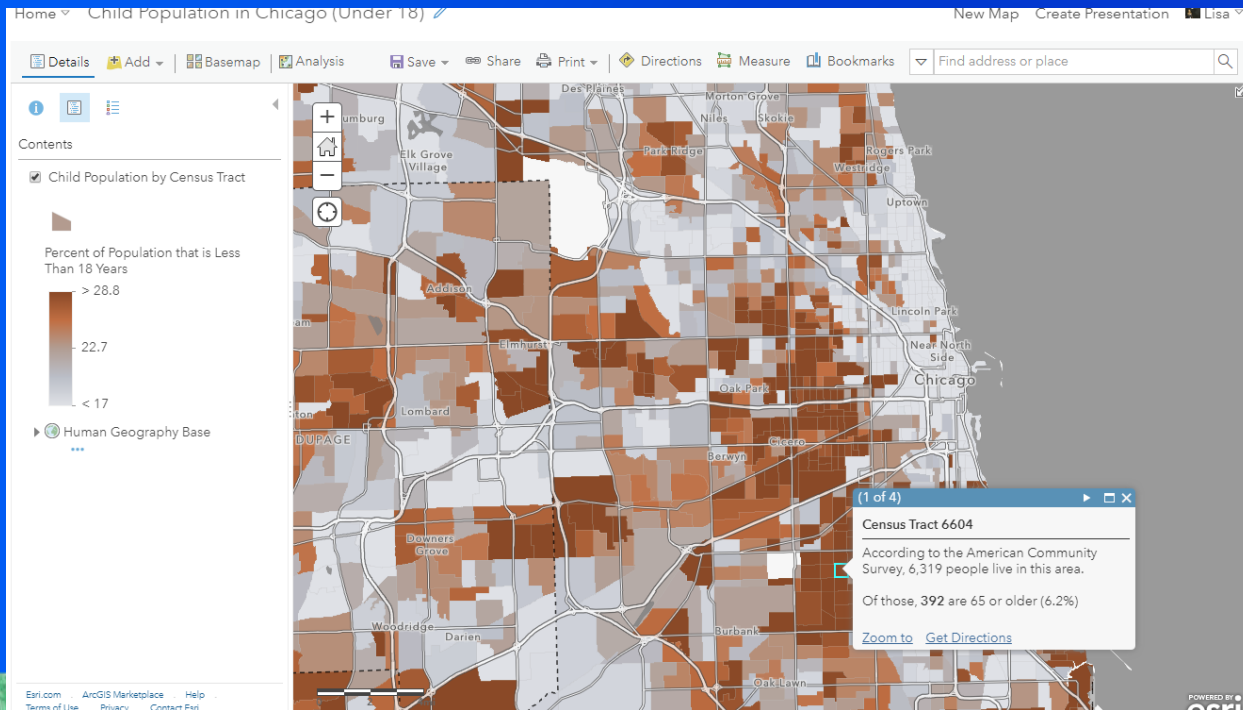 Home Child Population in Chicago (Under 18) New Map Create Presentation Lisa
Details Add Basemap Analysis Save Share Print Directions Measure Bookmarks Find address or place
Contents
Child Population by Census Tract
Percent of Population that is Less
Than 18 Years
> 28.8
22.7
< 17
Human Geography Base
Esri.com . ArcGIS Marketplace . Help .
Terms of Use . Privacy . Contact Esri
Des Plaines
Morton Grove
umburg
Niles
Skokie
Elk Grove
Village
Park Ridge
Rogers Park
Westridge
Uptown
Addison
Lincoln Park
am
Elmhurst
Near North
Side
Chicago
Oak Park
Lombard
DUPAGE
Cicero
Berwyn
(1 of 4)
Census Tract 6604
According to the American Community
Survey, 6,319 people live in this area.
Of those, 392 are 65 or older (6.2%)
Zoom to Get Directions
Downers
Grove
Woodridge
Darien
Burbank
Oak Lawn
POWERED BY
esri